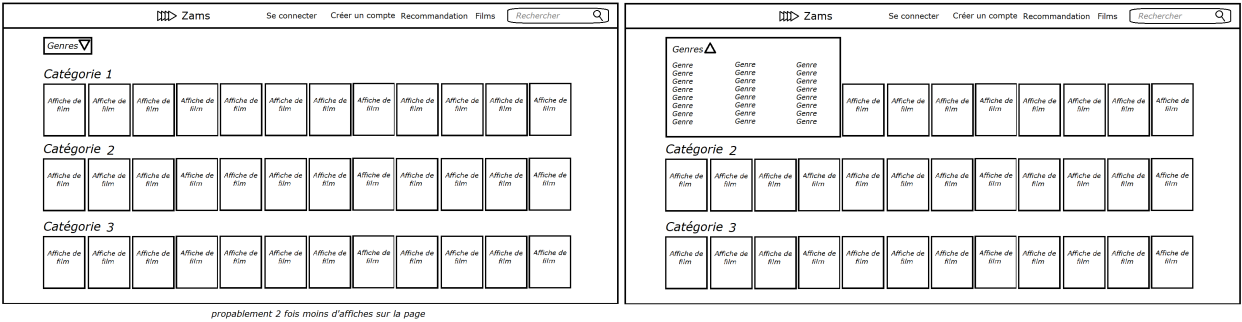 Zams Se connecter Créer un compte Recommandation Films Rechercher
Genres
Catégorie 1
Affiche de film Affiche de film Affiche de film Affiche de film Affiche de film Affiche de film Affiche de film Affiche de film Affiche de film Affiche de film Affiche de film Affiche de film
Catégorie 2
Affiche de film Affiche de film Affiche de film Affiche de film Affiche de film Affiche de film Affiche de film Affiche de film Affiche de film Affiche de film Affiche de film Affiche de film
Catégorie 3
Affiche de film Affiche de film Affiche de film Affiche de film Affiche de film Affiche de film Affiche de film Affiche de film Affiche de film Affiche de film Affiche de film Affiche de film
propablement 2 fois moins d'affiches sur la page
Zams Se connecter Créer un compte Recommandation Films Rechercher
Genres
Genre Genre Genre
Genre Genre Genre
Genre Genre Genre
Genre Genre Genre
Genre Genre Genre
Genre Genre Genre
Genre Genre Genre
Genre Genre Genre
Affiche de film Affiche de film Affiche de film Affiche de film Affiche de film Affiche de film Affiche de film Affiche de film
Catégorie 2
Affiche de film Affiche de film Affiche de film Affiche de film Affiche de film Affiche de film Affiche de film Affiche de film Affiche de film Affiche de film Affiche de film Affiche de film
Catégorie 3
Affiche de film Affiche de film Affiche de film Affiche de film Affiche de film Affiche de film Affiche de film Affiche de film Affiche de film Affiche de film Affiche de film Affiche de film